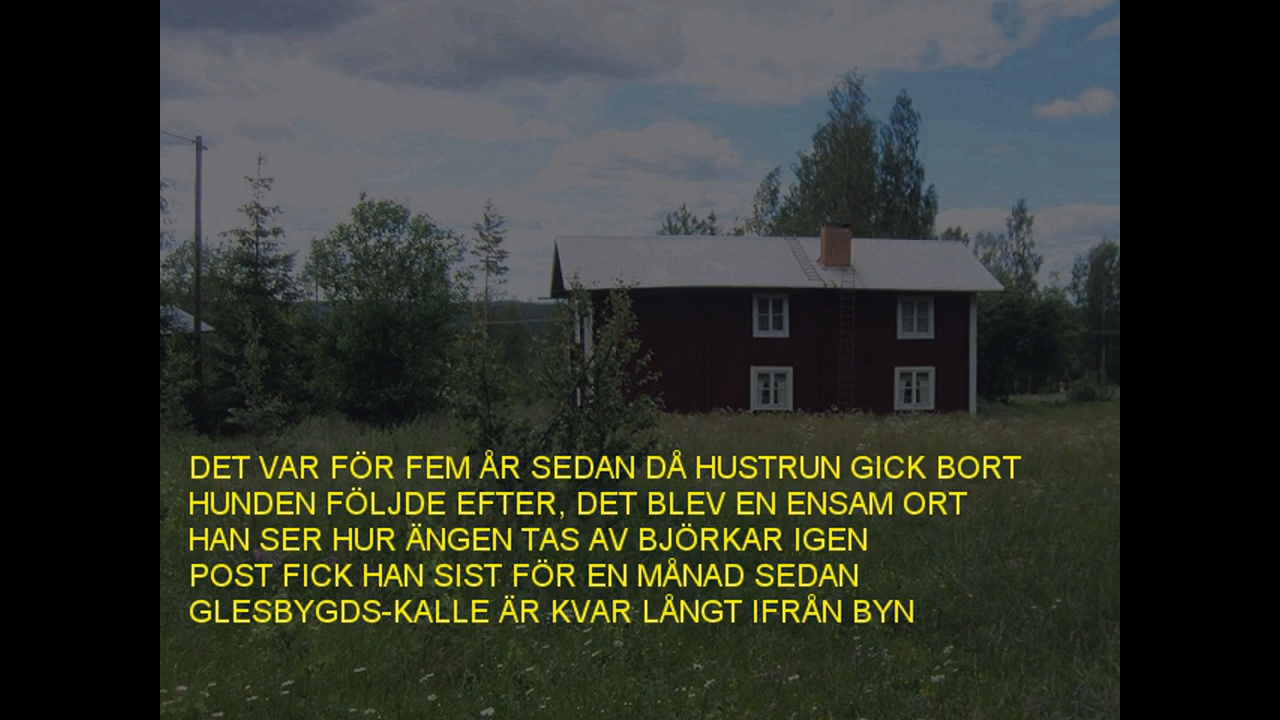 DET VAR FÖR FEM ÅR SEDAN DÅ HUSTRUN GICK BORT
HUNDEN FÖLJDE EFTER, DET BLEV EN ENSAM ORT
HAN SER HUR ÄNGEN TAS AV BJÖRKAR IGEN
POST FICK HAN SIST FÖR EN MÅNAD SEDAN
GLESBYGDS-KALLE ÄR KVAR LÅNGT IFRÅN BYN